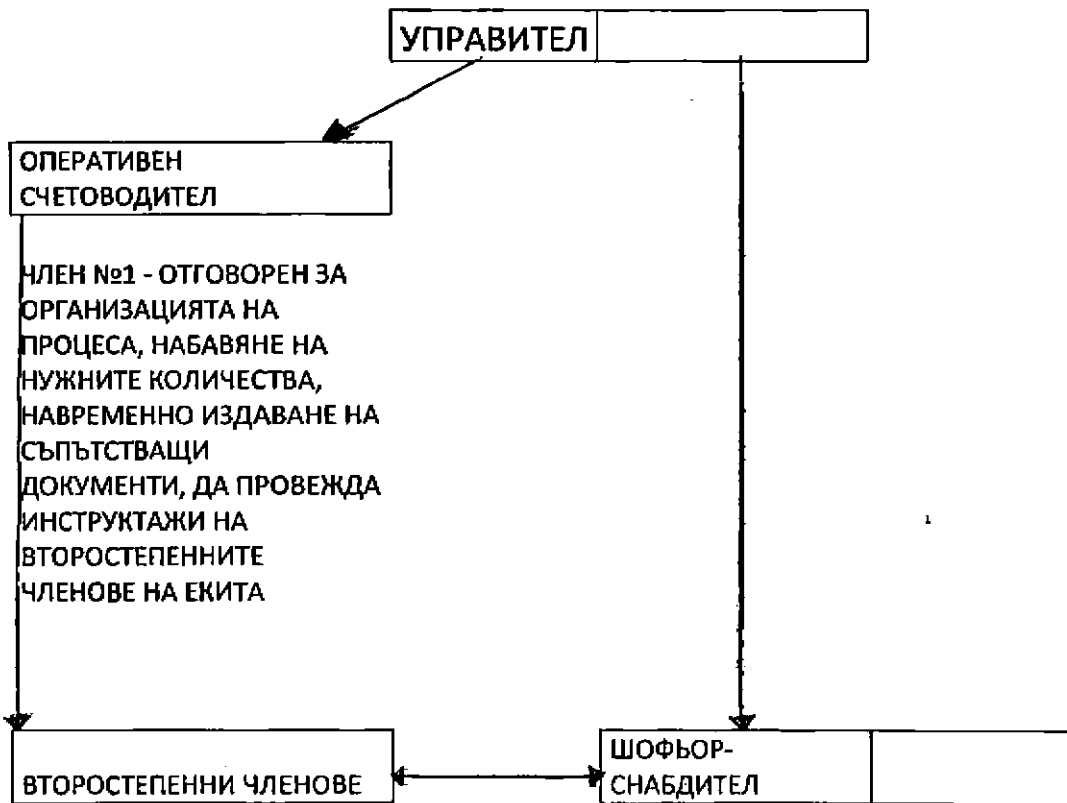 УПРАВИТЕЛ
ОПЕРАТИВЕН
СЧЕТОВОДИТЕЛ
ЧЛЕН №1 - ОТГОВОРЕН ЗА
ОРГАНИЗАЦИЯТА НА
ПРОЦЕСА, НАБАВЯНЕ НА
НУЖНИТЕ КОЛИЧЕСТВА,
НАВРЕМЕННО ИЗДАВАНЕ НА
СЪПЪТСТВАЩИ
ДОКУМЕНТИ, ДА ПРОВЕЖДА
ИНСТРУКТАЖИ НА
ВТОРОСТЕПЕННИТЕ
ЧЛЕНОВЕ НА ЕКИТА
ВТОРОСТЕПЕННИ ЧЛЕНОВЕ
ШОФЬОР-
СНАБДИТЕЛ